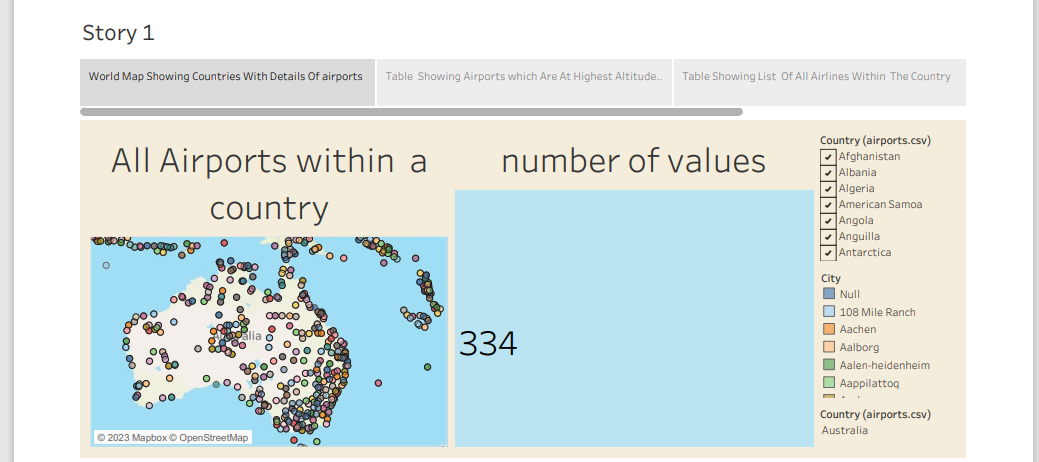 Story 1
World Map Showing Countries With Details Of airports
Table Showing Airports which Are At Highest Altitude..
Table Showing List Of All Airlines Within The Country
All Airports within a
country
number of values
334
© 2023 Mapbox © OpenStreetMap
Country (airports.csv)
Afghanistan
Albania
Algeria
American Samoa
Angola
Anguilla
Antarctica
City
Null
108 Mile Ranch
Aachen
Aalborg
Aalen-heidenheim
Aappilattoq
Country (airports.csv)
Australia